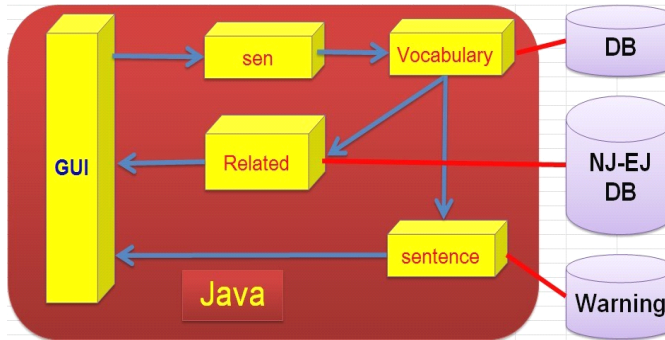 sen
Vocabulary
DB
GUI
Related
NJ-EJ
DB
sentence
Java
Warning